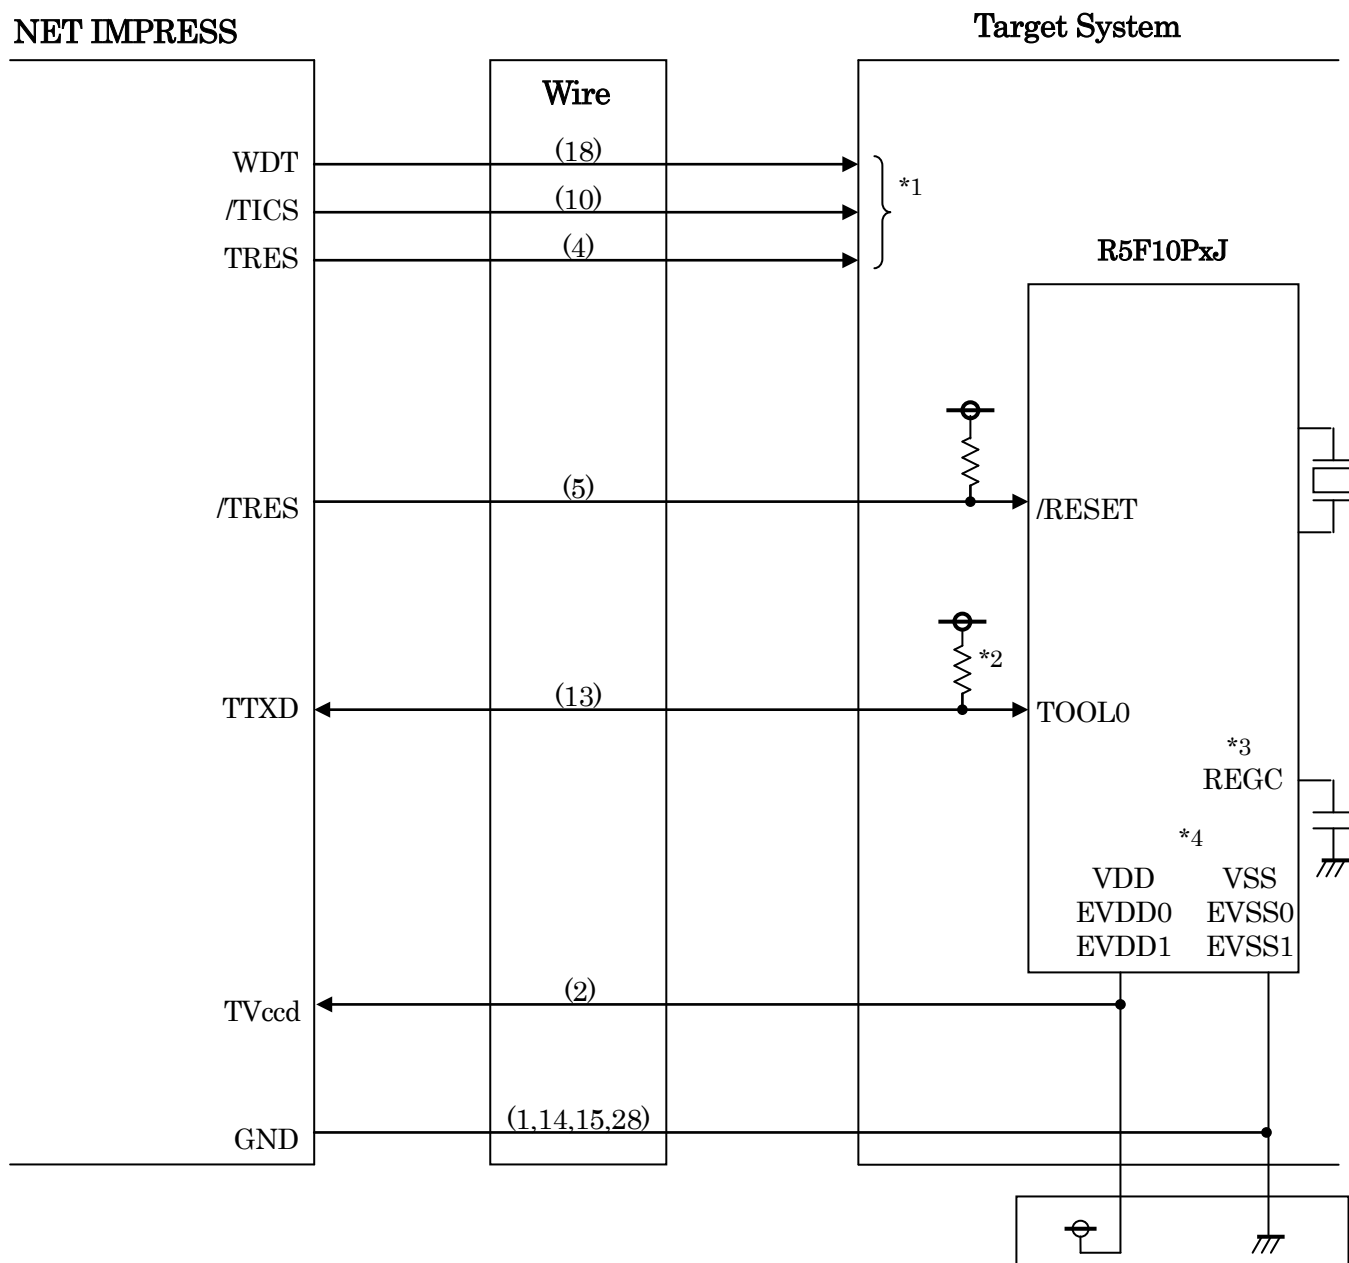 NET IMPRESS
Target System
Wire
WDT
(18)
*1
/TICS
(10)
TRES
(4)
R5F10PxJ
/TRES
(5)
/RESET
*2
TTXD
(13)
TOOL0
*3
REGC
*4
VDD
VSS
EVDD0
EVSS0
EVDD1
EVSS1
TVccd
(2)
GND
(1,14,15,28)